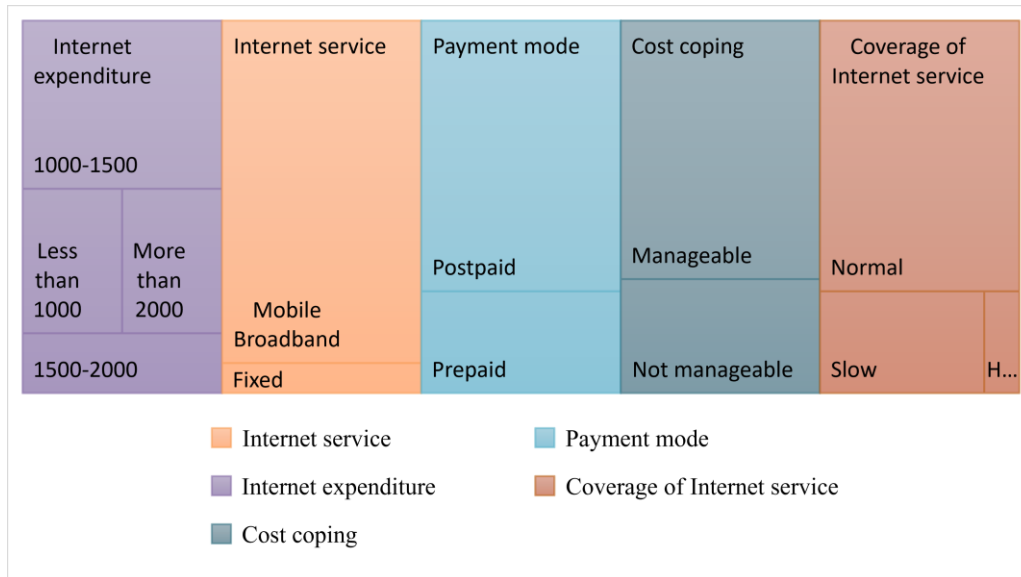 Internet
expenditure
1000-1500
Less
than
1000
More
than
2000
1500-2000
Internet service
Mobile
Broadband
Fixed
Payment mode
Postpaid
Prepaid
Cost coping
Manageable
Not manageable
Coverage of
Internet service
Normal
Slow
H...
Internet service
Payment mode
Internet expenditure
Coverage of Internet service
Cost coping